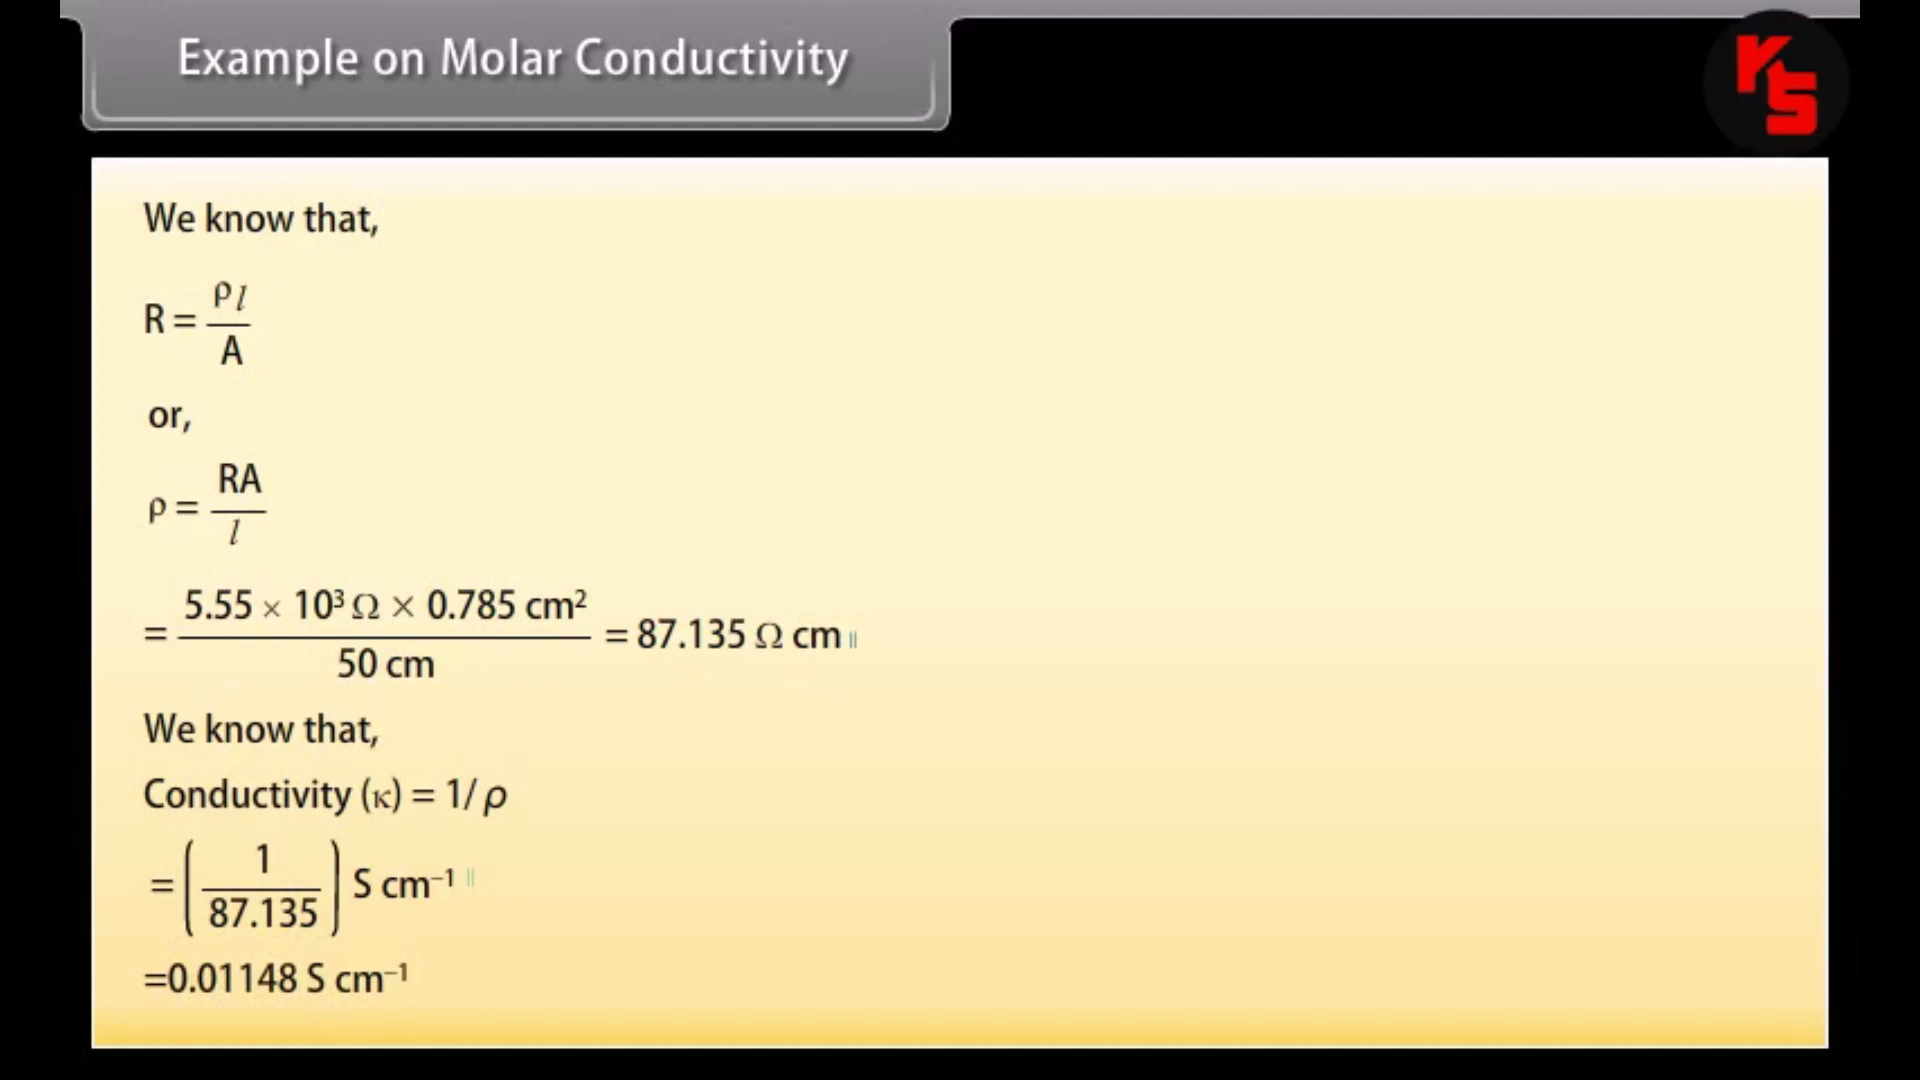 Example on Molar Conductivity
KS
We know that,
R = ρl / A
or,
ρ = RA / l
= 5.55 × 10³ Ω × 0.785 cm² / 50 cm = 87.135 Ω cm
We know that,
Conductivity (κ) = 1/ρ
= (1 / 87.135) S cm⁻¹
=0.01148 S cm⁻¹